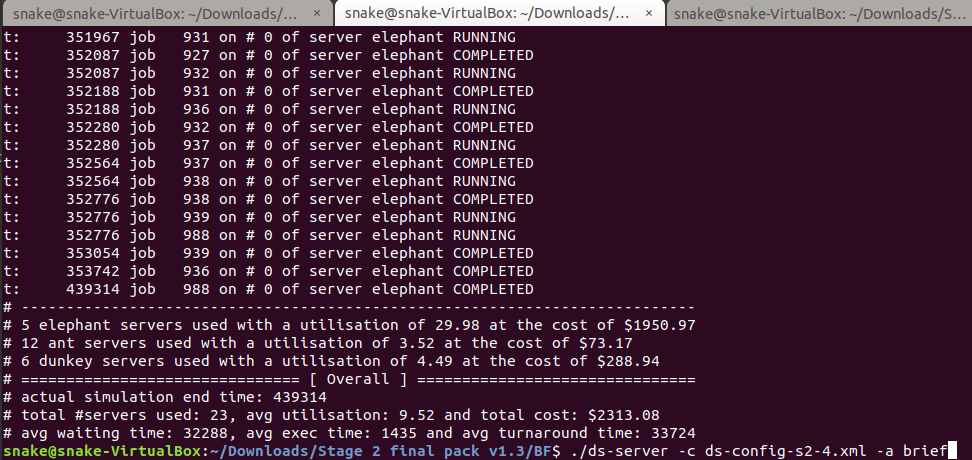 snake@snake-VirtualBox: ~/Downloads/... × snake@snake-VirtualBox: ~/Downloads/... × snake@snake-VirtualBox: ~/Downloads/S...
t:     351967 job   931 on # 0 of server elephant RUNNING
t:     352087 job   927 on # 0 of server elephant COMPLETED
t:     352087 job   932 on # 0 of server elephant RUNNING
t:     352188 job   931 on # 0 of server elephant COMPLETED
t:     352188 job   936 on # 0 of server elephant RUNNING
t:     352280 job   932 on # 0 of server elephant COMPLETED
t:     352280 job   937 on # 0 of server elephant RUNNING
t:     352564 job   937 on # 0 of server elephant COMPLETED
t:     352564 job   938 on # 0 of server elephant RUNNING
t:     352776 job   938 on # 0 of server elephant COMPLETED
t:     352776 job   939 on # 0 of server elephant RUNNING
t:     352776 job   988 on # 0 of server elephant RUNNING
t:     353054 job   939 on # 0 of server elephant COMPLETED
t:     353742 job   936 on # 0 of server elephant COMPLETED
t:     439314 job   988 on # 0 of server elephant COMPLETED
# ---------------------------------------------------------------------------
# 5 elephant servers used with a utilisation of 29.98 at the cost of $1950.97
# 12 ant servers used with a utilisation of 3.52 at the cost of $73.17
# 6 dunkey servers used with a utilisation of 4.49 at the cost of $288.94
# =============================== [ Overall ] ===============================
# actual simulation end time: 439314
# total #servers used: 23, avg utilisation: 9.52 and total cost: $2313.08
# avg waiting time: 32288, avg exec time: 1435 and avg turnaround time: 33724
snake@snake-VirtualBox:~/Downloads/Stage 2 final pack v1.3/BF$ ./ds-server -c ds-config-s2-4.xml -a brief